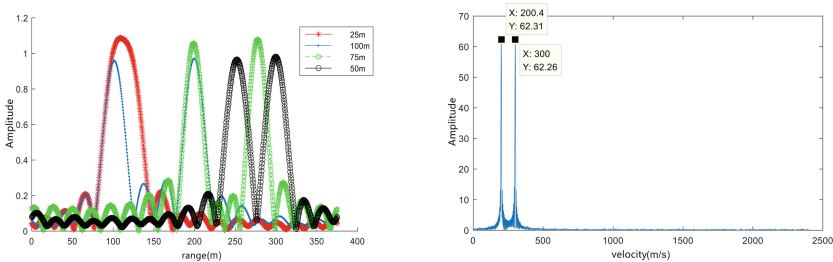 1.2
1
0.8
0.6
0.4
0.2
0
Amplitude
0 50 100 150 200 250 300 350 400
range(m)
25m
100m
75m
50m
70
60
50
40
30
20
10
0
Amplitude
X: 200.4
Y: 62.31
X: 300
Y: 62.26
0 500 1000 1500 2000 2500
velocity(m/s)